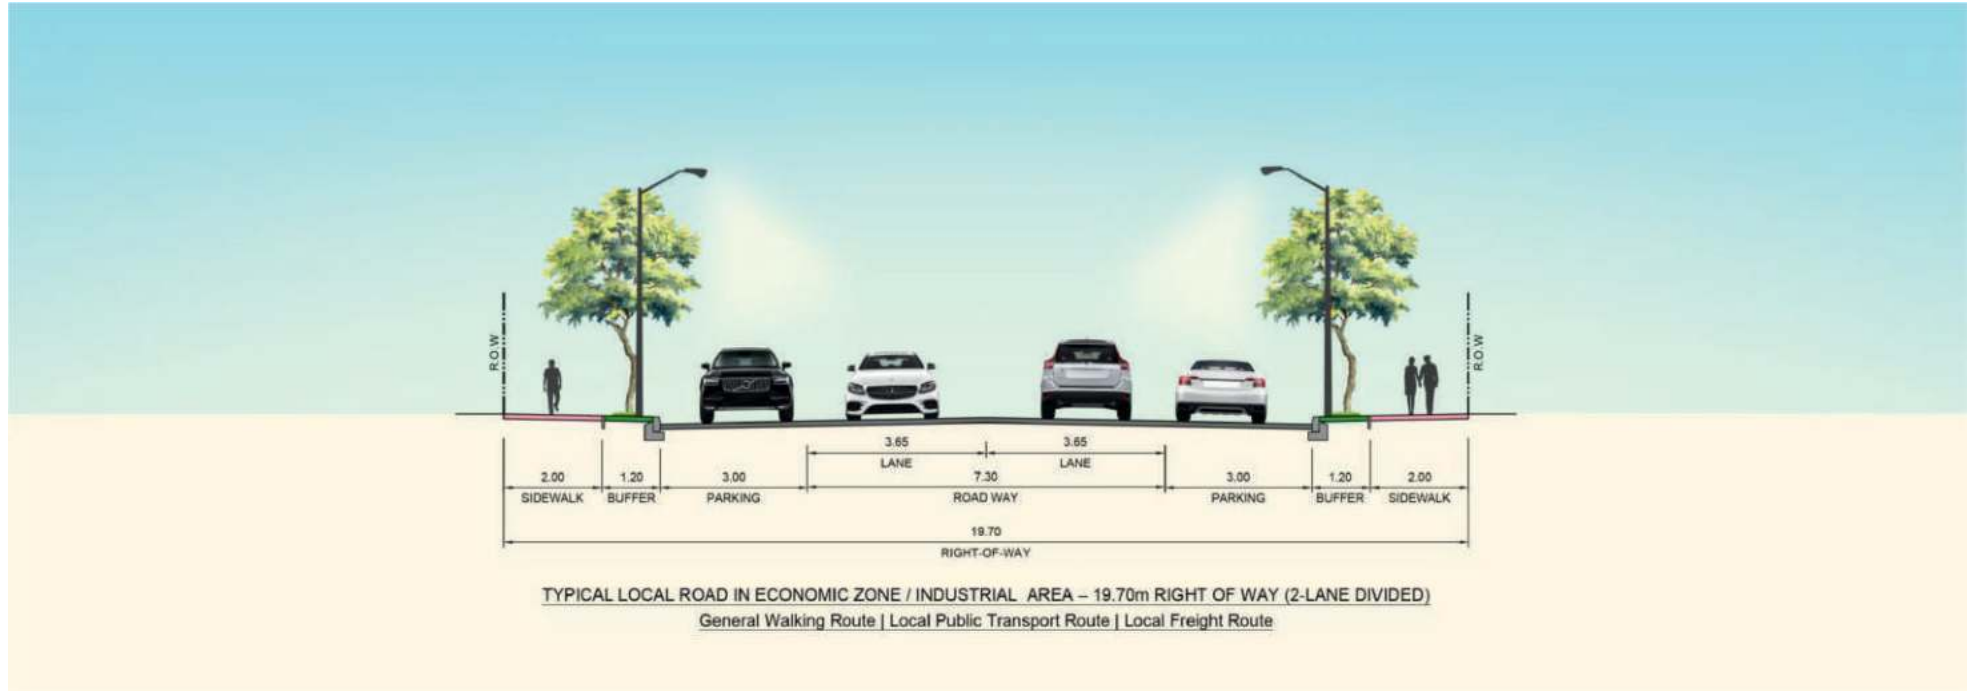 R.O.W
R.O.W
3.65
3.65
LANE
LANE
2.00
1.20
3.00
7.30
3.00
1.20
2.00
SIDEWALK
BUFFER
PARKING
ROAD WAY
PARKING
BUFFER
SIDEWALK
19.70
RIGHT-OF-WAY
TYPICAL LOCAL ROAD IN ECONOMIC ZONE / INDUSTRIAL AREA – 19.70m RIGHT OF WAY (2-LANE DIVIDED)
General Walking Route | Local Public Transport Route | Local Freight Route